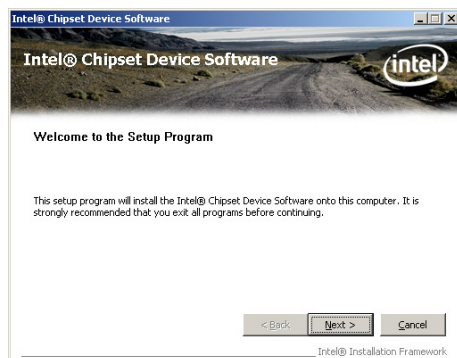 Intel® Chipset Device Software
Intel® Chipset Device Software
intel
Welcome to the Setup Program
This setup program will install the Intel® Chipset Device Software onto this computer. It is
strongly recommended that you exit all programs before continuing.
< Back
Next >
Cancel
Intel® Installation Framework